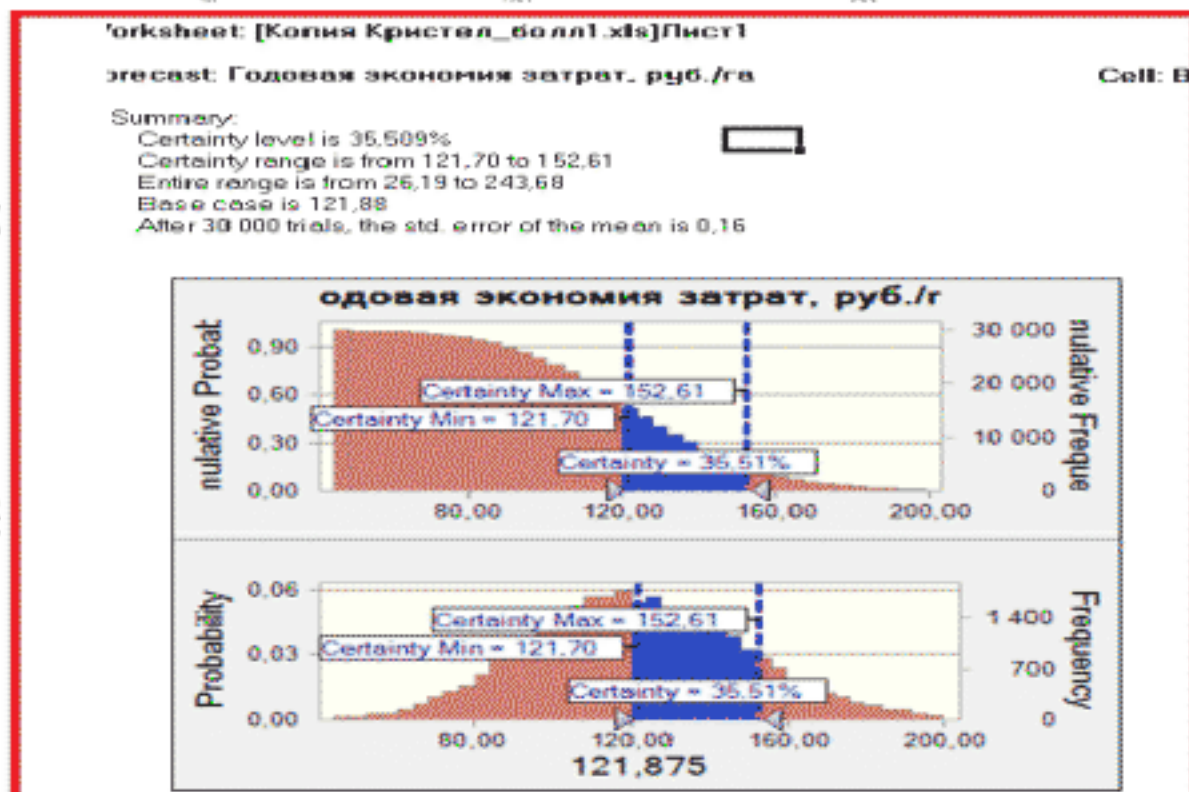 'orksheet: [Копия Кристел_болл1.xls]Лист1
orecast: Годовая экономия затрат, руб./га Cell: B
Summary:
Certainty level is 35,509%
Certainty range is from 121,70 to 152,61
Entire range is from 26,19 to 243,68
Base case is 121,88
After 30 000 trials, the std. error of the mean is 0,16
одовая экономия затрат, руб./г
nulative Probat
0,90
0,60
0,30
0,00
30 000
20 000
10 000
0
nulative Freque
Certainty Max = 152,61
Certainty Min = 121,70
Certainty = 35,51%
80,00 120,00 160,00 200,00
Probability
0,06
0,03
0,00
1 400
700
0
Frequency
Certainty Max = 152,61
Certainty Min = 121,70
Certainty = 35,51%
80,00 120,00 160,00 200,00
121,875